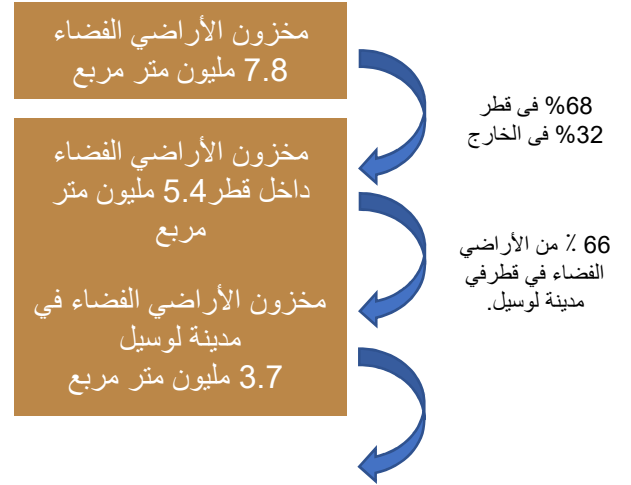 مخزون الأراضي الفضاء
7.8 مليون متر مربع
68% فى قطر
32% فى الخارج
مخزون الأراضي الفضاء
داخل قطر5.4 مليون متر
مربع
66 ٪ من الأراضي
الفضاء في قطرفي
مدينة لوسيل.
مخزون الأراضي الفضاء في
مدينة لوسيل
3.7 مليون متر مربع